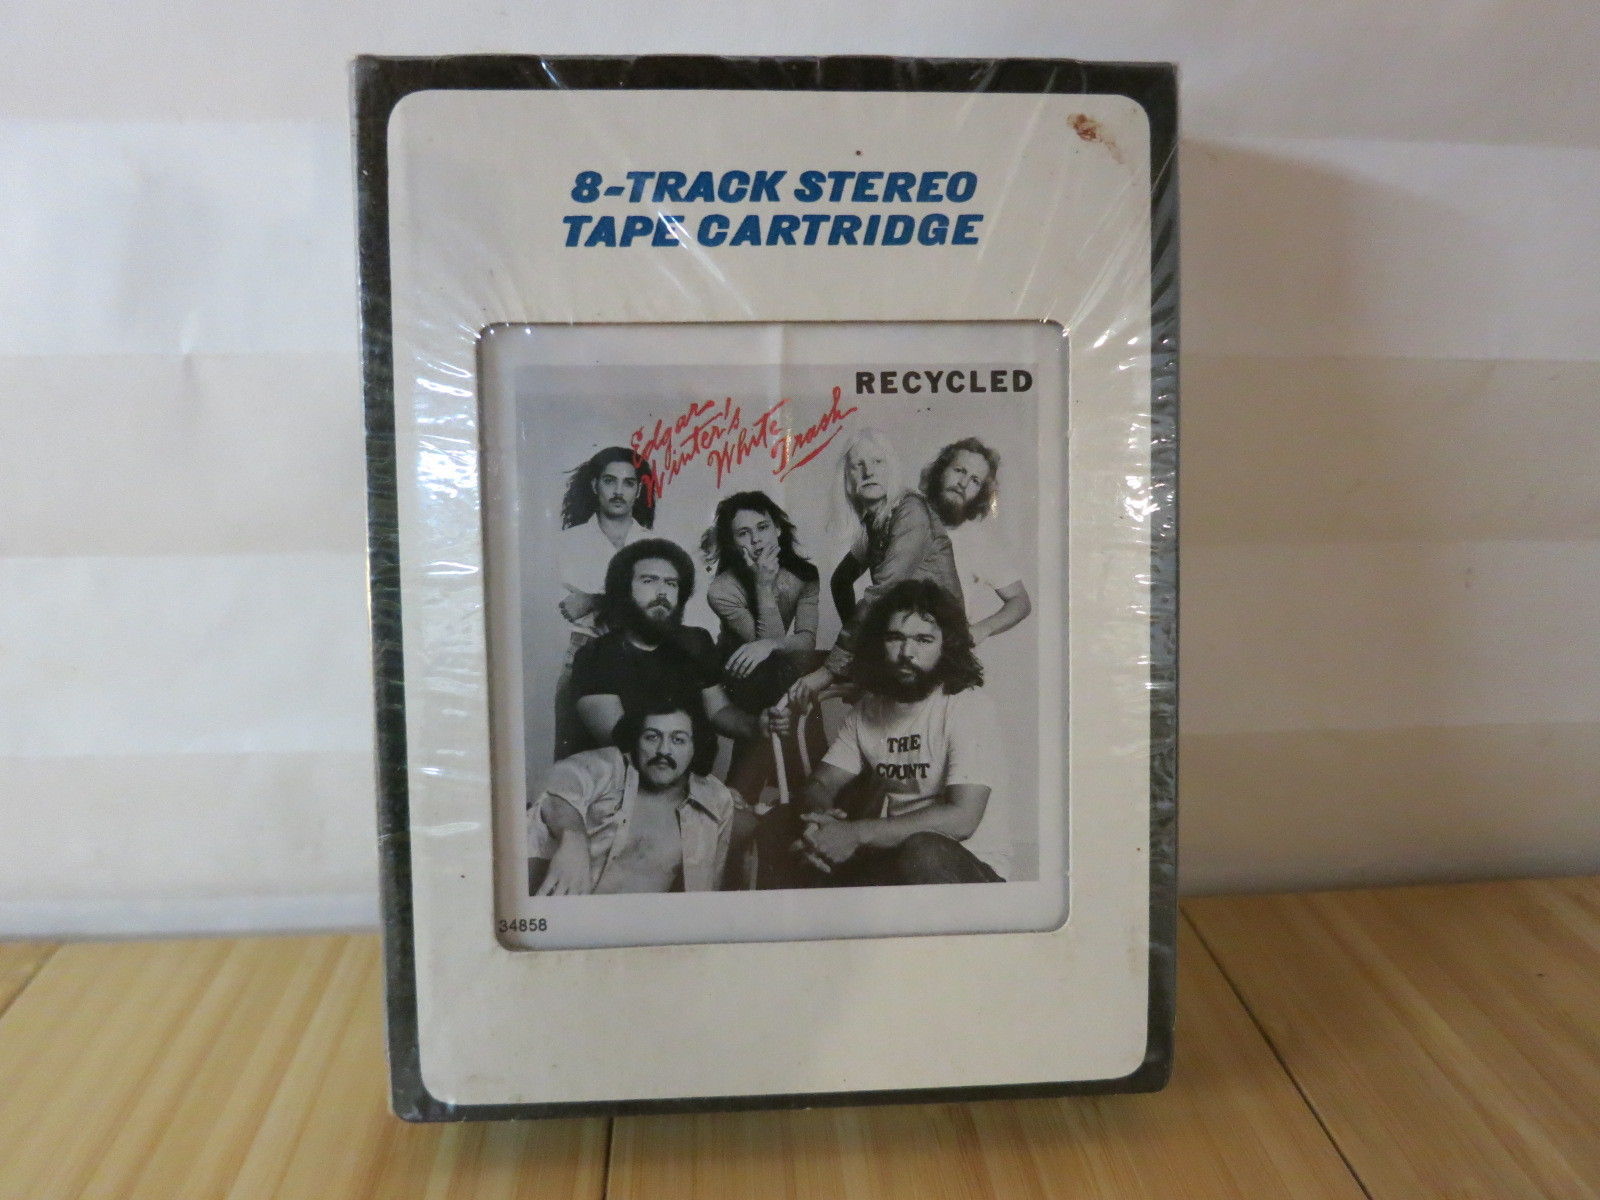 8-TRACK STEREO
TAPE CARTRIDGE
RECYCLED
Edgar
Winter's
White
Trash
THE
COUNT
34858